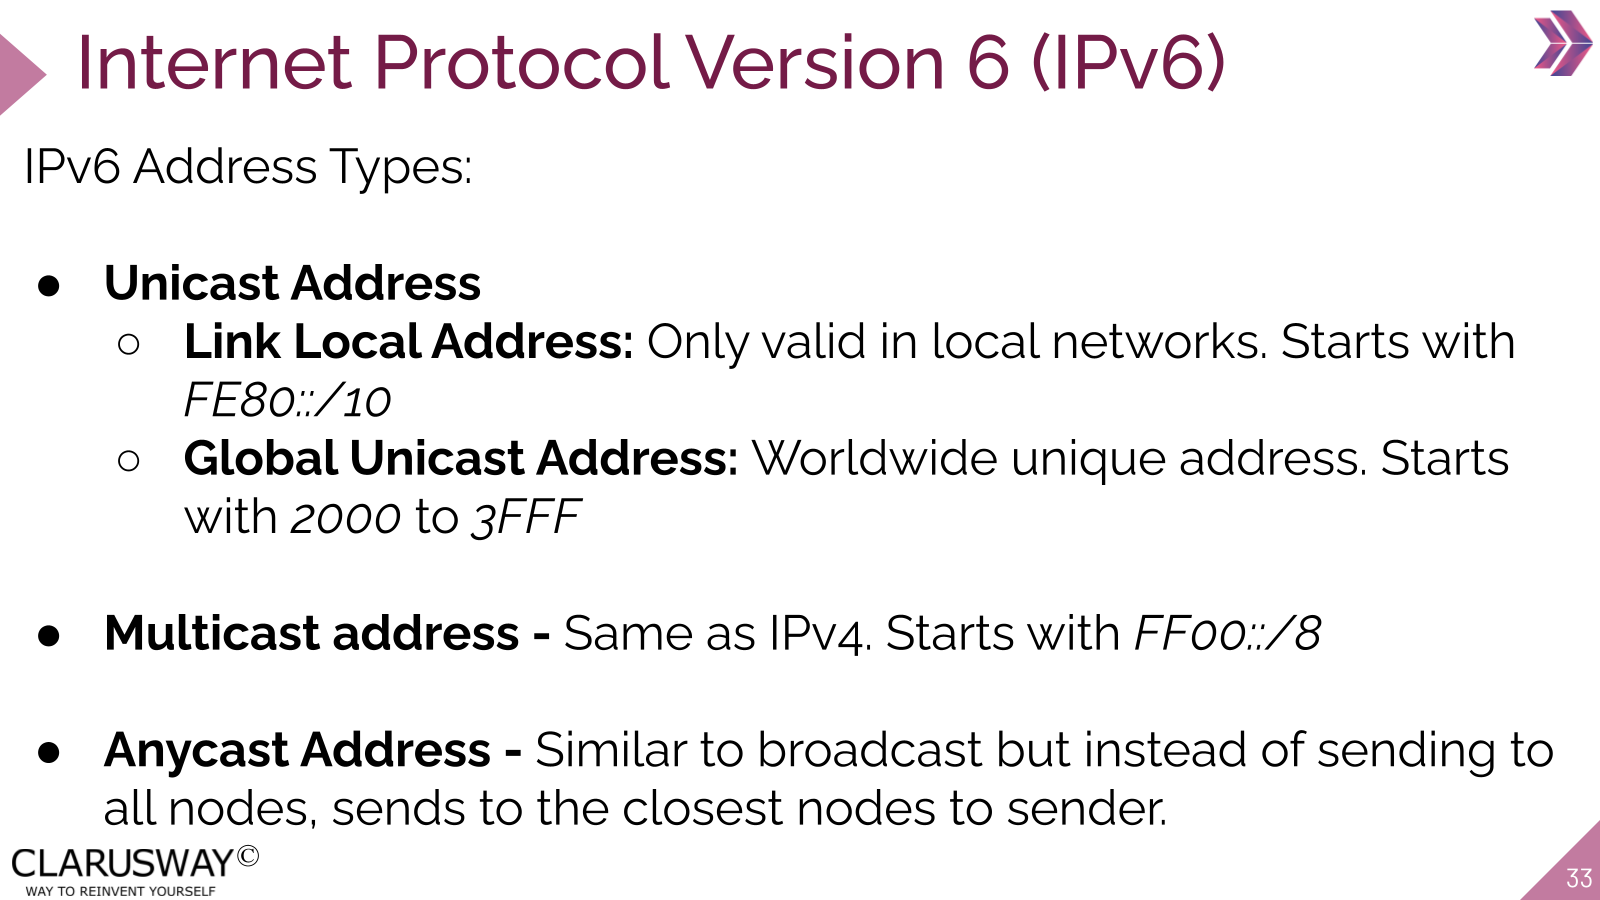 Internet Protocol Version 6 (IPv6)
IPv6 Address Types:
● Unicast Address
○ Link Local Address: Only valid in local networks. Starts with
FE80::/10
○ Global Unicast Address: Worldwide unique address. Starts
with 2000 to 3FFF
● Multicast address - Same as IPv4. Starts with FF00::/8
● Anycast Address - Similar to broadcast but instead of sending to
all nodes, sends to the closest nodes to sender.
CLARUSWAY©
WAY TO REINVENT YOURSELF
33